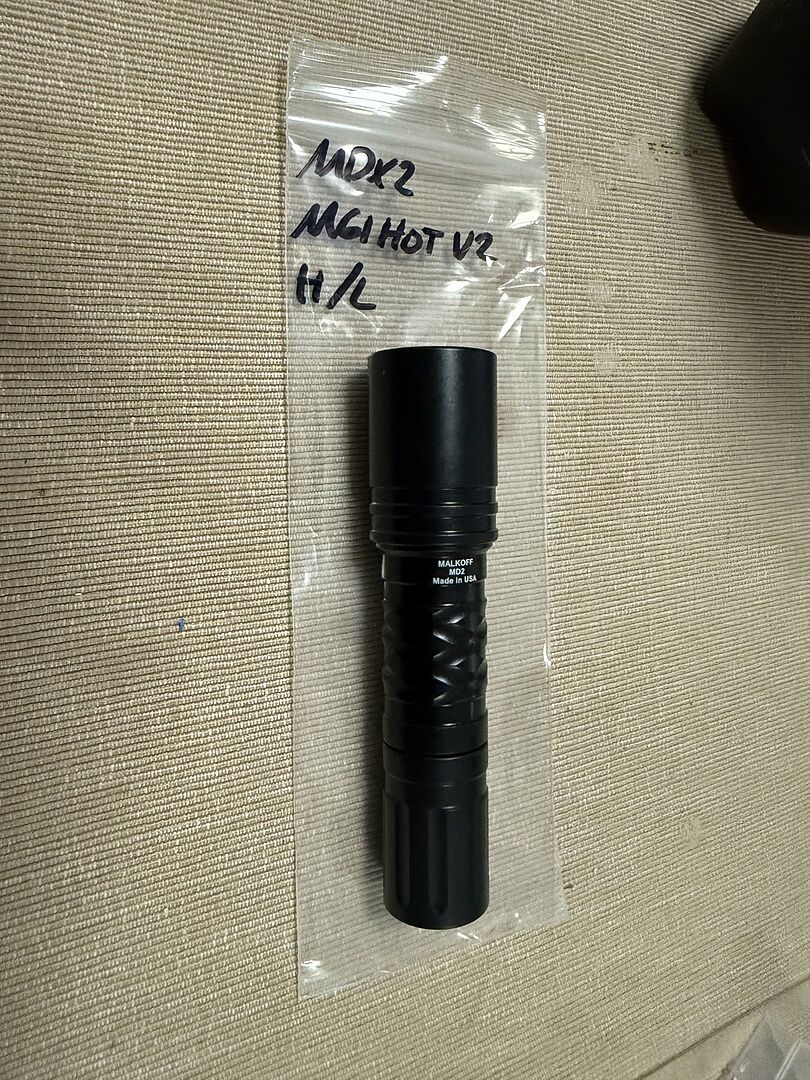 MDX2
MG1 HOT V2
H/L
MALKOFF
MD2
Made in USA